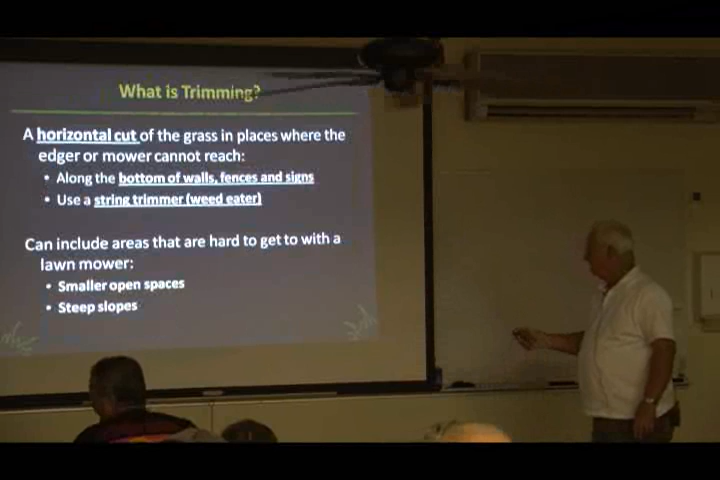 What is Trimming?
A horizontal cut of the grass in places where the
edger or mower cannot reach:
• Along the bottom of walls, fences and signs
• Use a string trimmer (weed eater)
Can include areas that are hard to get to with a
lawn mower:
• Smaller open spaces
• Steep slopes